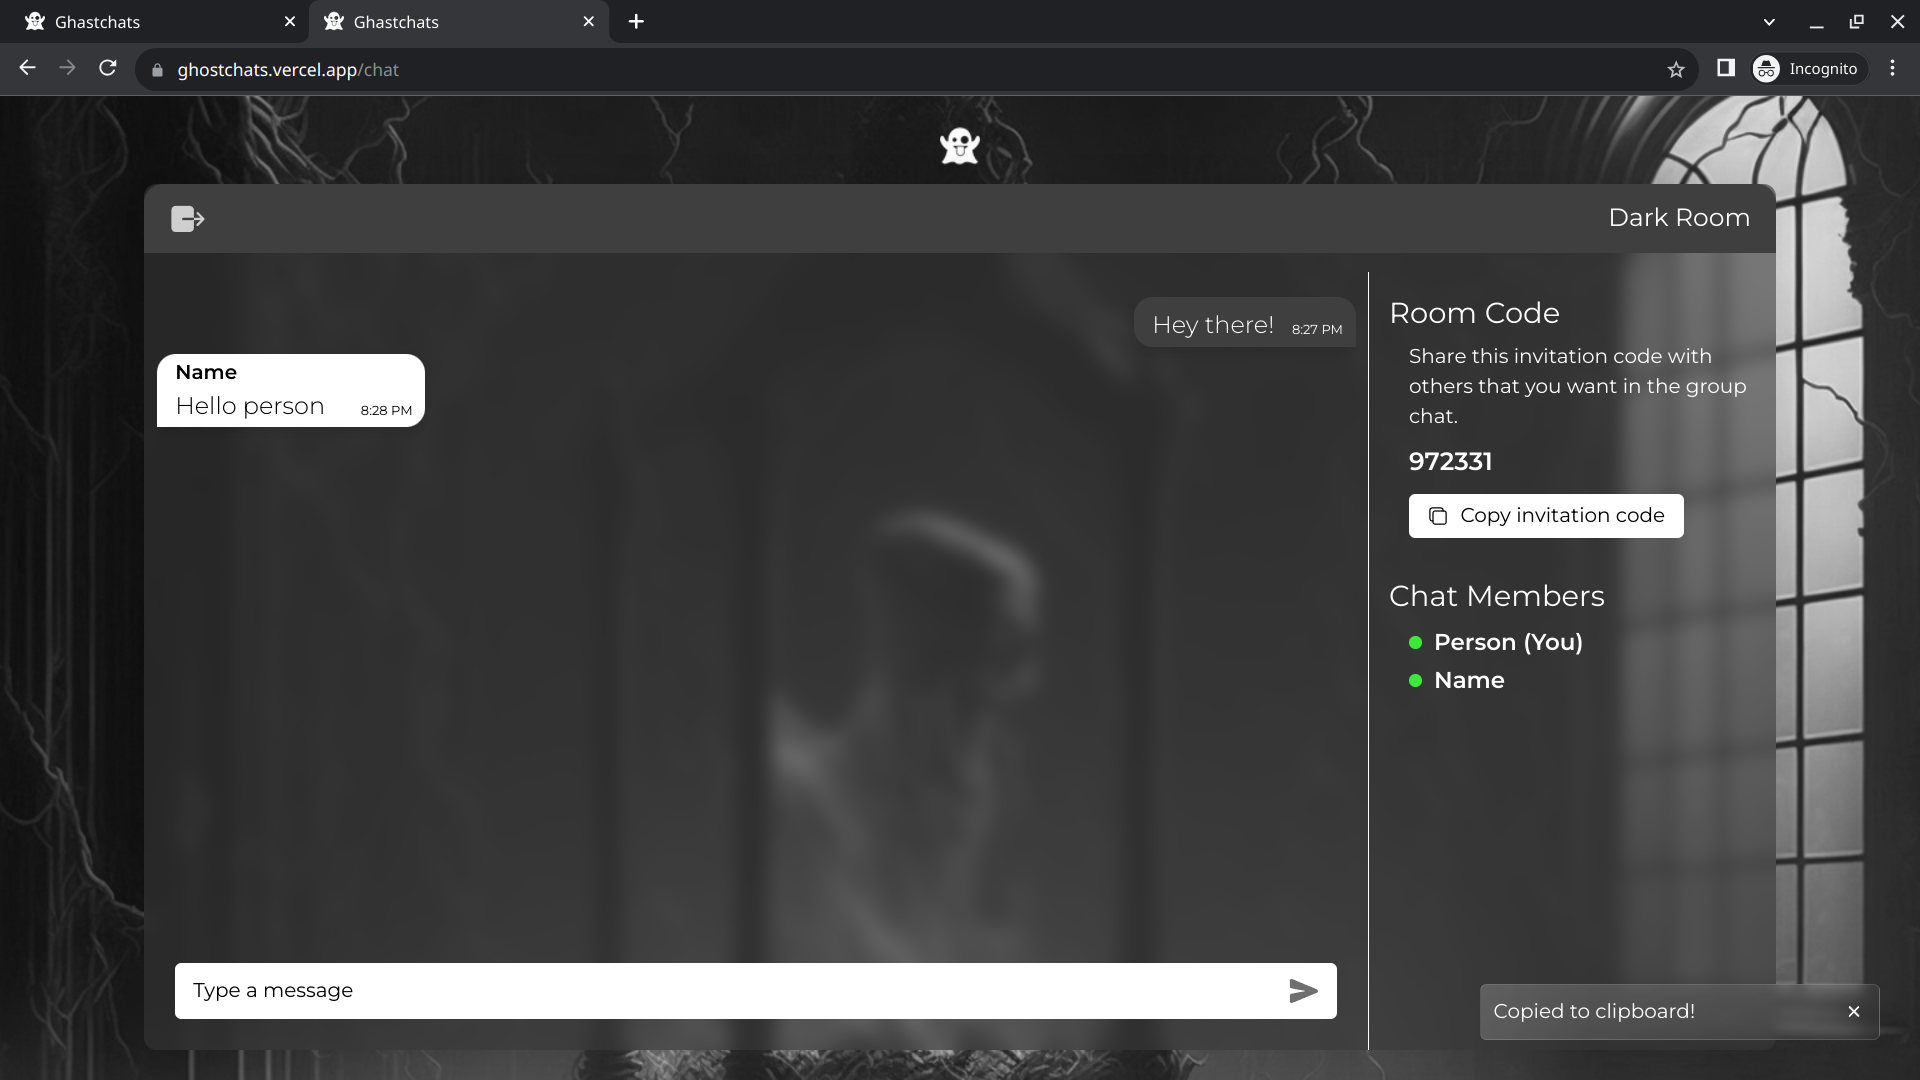 Ghastchats
Ghastchats
ghostchats.vercel.app/chat
Incognito
Dark Room
Hey there! 8:27 PM
Name
Hello person 8:28 PM
Type a message
Room Code
Share this invitation code with
others that you want in the group
chat.
972331
Copy invitation code
Chat Members
Person (You)
Name
Copied to clipboard!